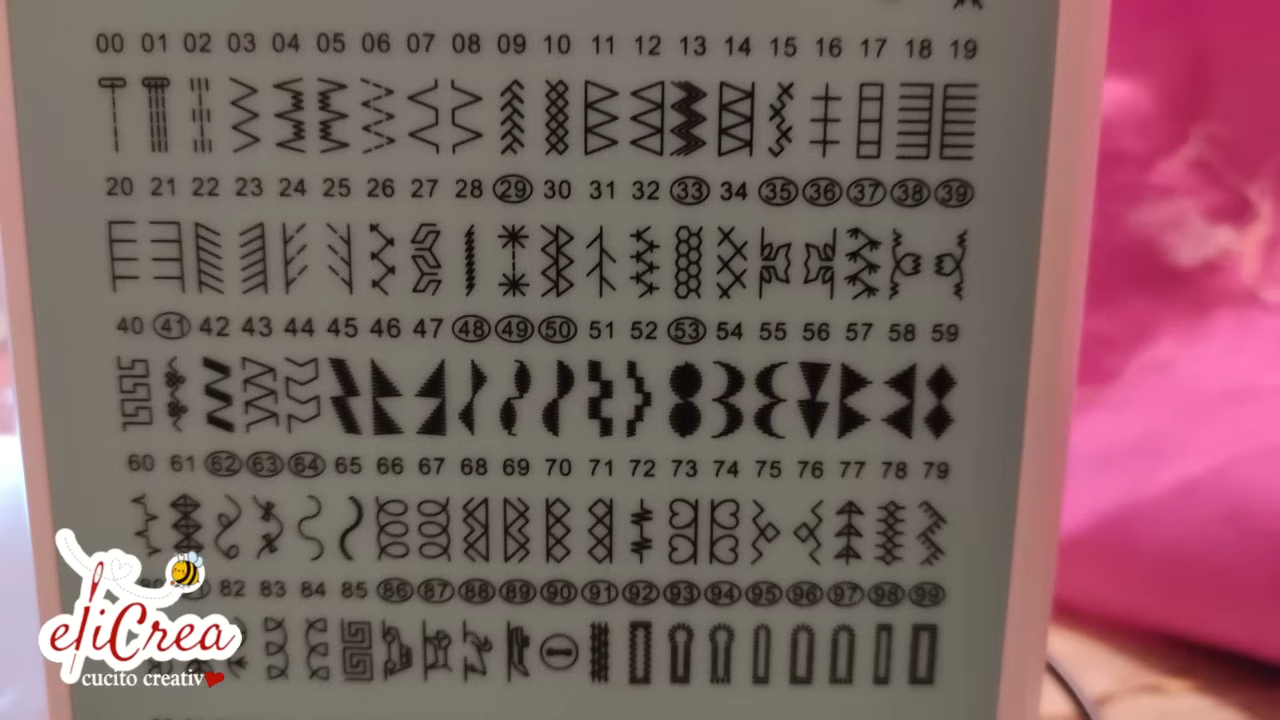 00 01 02 03 04 05 06 07 08 09 10 11 12 13 14 15 16 17 18 19
20 21 22 23 24 25 26 27 28 29 30 31 32 33 34 35 36 37 38 39
40 41 42 43 44 45 46 47 48 49 50 51 52 53 54 55 56 57 58 59
60 61 62 63 64 65 66 67 68 69 70 71 72 73 74 75 76 77 78 79
82 83 84 85 86 87 88 89 90 91 92 93 94 95 96 97 98 99
efiCrea
cucito creativ